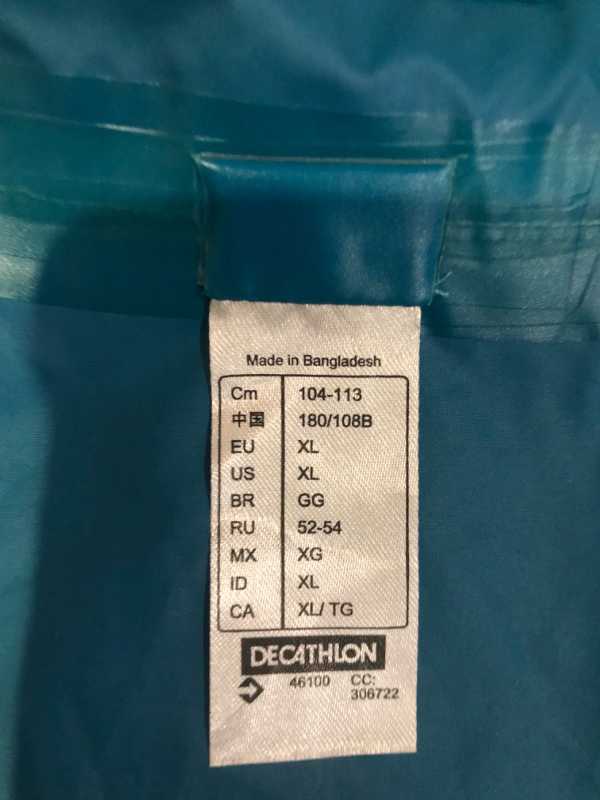 Made in Bangladesh
Cm 104-113
中国 180/108B
EU XL
US XL
BR GG
RU 52-54
MX XG
ID XL
CA XL/ TG
DECATHLON
46100 CC:
306722